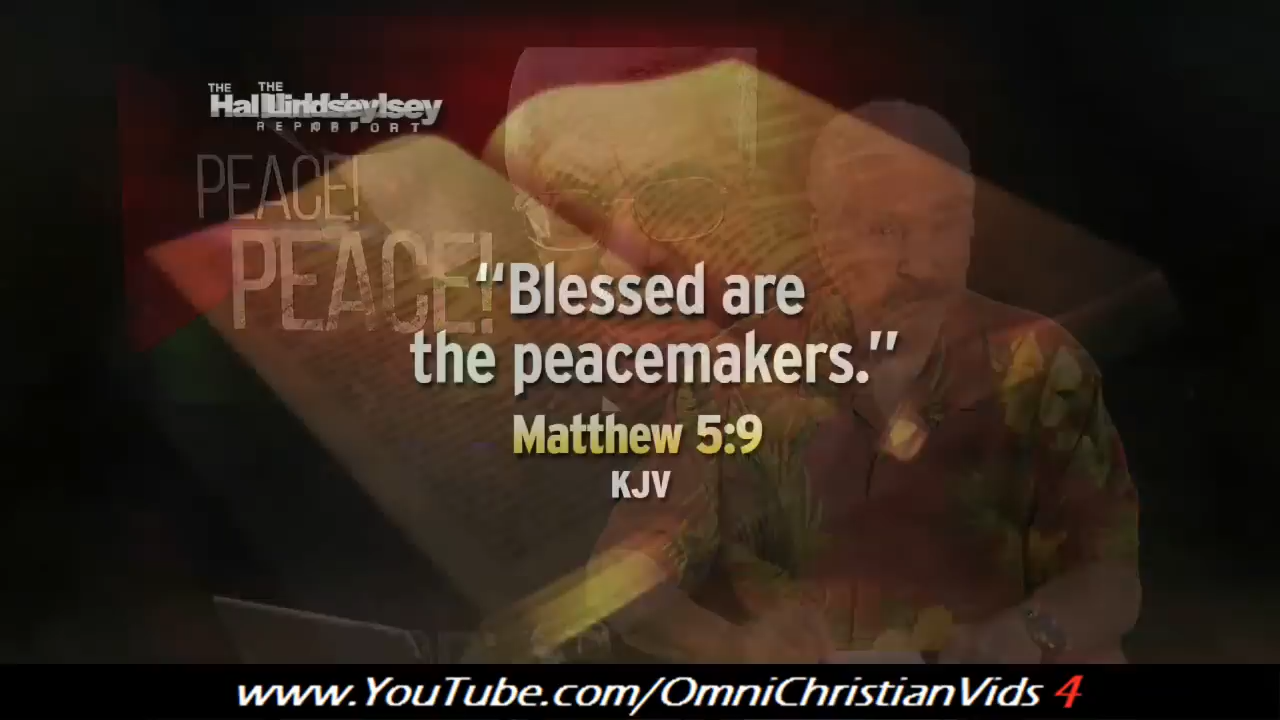 THE THE
Hal Lindsey
REPORT
PEACE!
PEACE!
“Blessed are
the peacemakers.”
Matthew 5:9
KJV
www.YouTube.com/OmniChristianVids 4